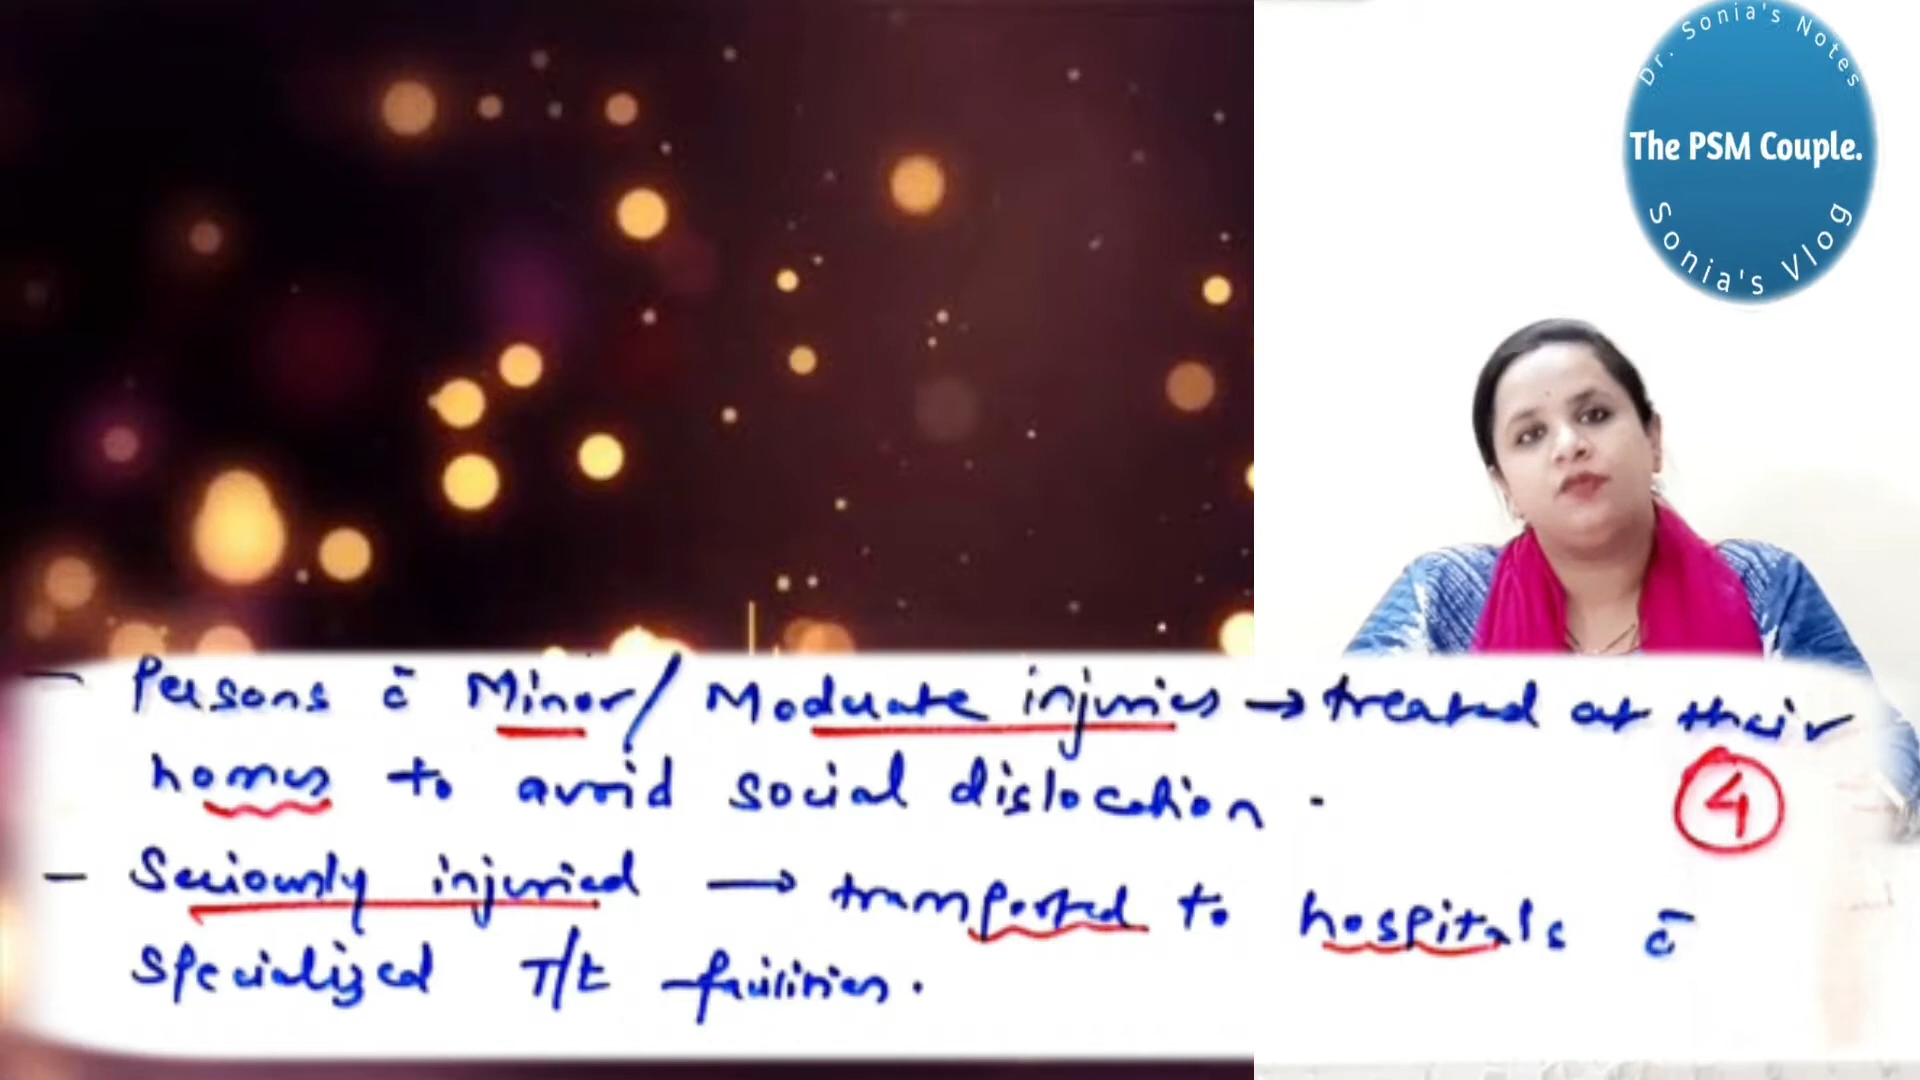 Dr. Sonia's Notes
The PSM Couple.
Sonia's Vlog
- Persons c̄ Minor/ Moderate injuries → treated at their
homes to avoid social dislocation.
4
- Seriously injuried → transported to hospitals c̄
specialized T/t facilities.